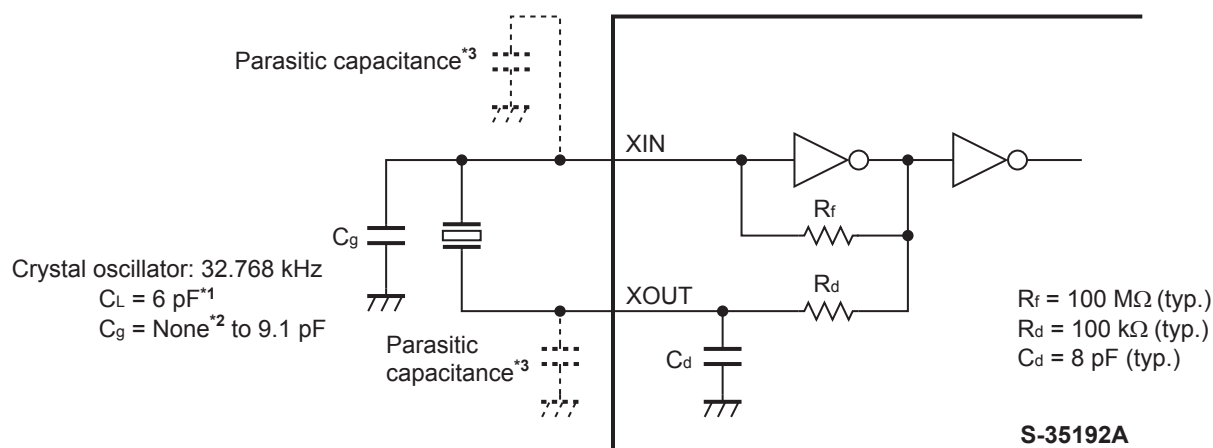 Parasitic capacitance*3
XIN
Rf
Cg
Crystal oscillator: 32.768 kHz
CL = 6 pF*1
Cg = None*2 to 9.1 pF
Rd
XOUT
Parasitic
capacitance*3
Cd
Rf = 100 MΩ (typ.)
Rd = 100 kΩ (typ.)
Cd = 8 pF (typ.)
S-35192A